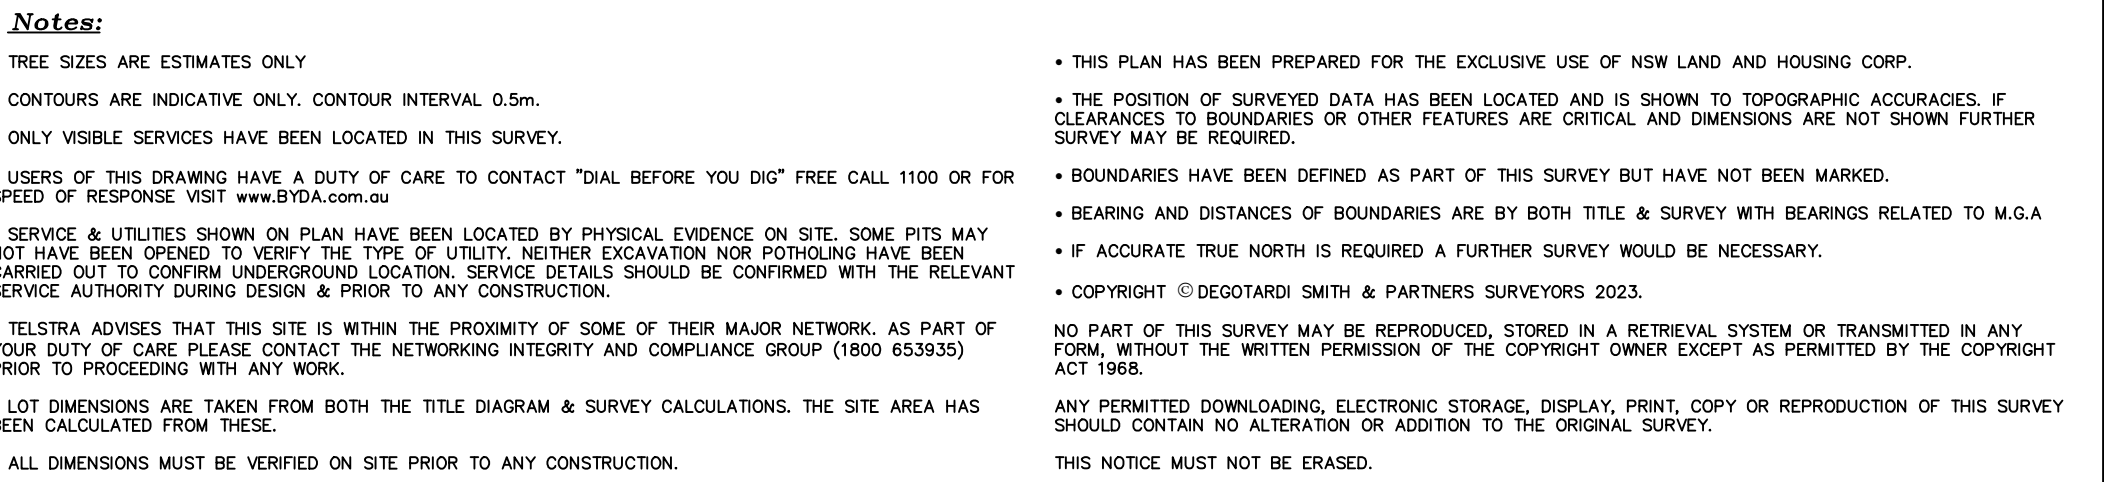 Notes:
TREE SIZES ARE ESTIMATES ONLY
CONTOURS ARE INDICATIVE ONLY. CONTOUR INTERVAL 0.5m.
ONLY VISIBLE SERVICES HAVE BEEN LOCATED IN THIS SURVEY.
USERS OF THIS DRAWING HAVE A DUTY OF CARE TO CONTACT "DIAL BEFORE YOU DIG" FREE CALL 1100 OR FOR
SPEED OF RESPONSE VISIT www.BYDA.com.au
SERVICE & UTILITIES SHOWN ON PLAN HAVE BEEN LOCATED BY PHYSICAL EVIDENCE ON SITE. SOME PITS MAY
NOT HAVE BEEN OPENED TO VERIFY THE TYPE OF UTILITY. NEITHER EXCAVATION NOR POTHOLING HAVE BEEN
CARRIED OUT TO CONFIRM UNDERGROUND LOCATION. SERVICE DETAILS SHOULD BE CONFIRMED WITH THE RELEVANT
SERVICE AUTHORITY DURING DESIGN & PRIOR TO ANY CONSTRUCTION.
TELSTRA ADVISES THAT THIS SITE IS WITHIN THE PROXIMITY OF SOME OF THEIR MAJOR NETWORK. AS PART OF
YOUR DUTY OF CARE PLEASE CONTACT THE NETWORKING INTEGRITY AND COMPLIANCE GROUP (1800 653935)
PRIOR TO PROCEEDING WITH ANY WORK.
LOT DIMENSIONS ARE TAKEN FROM BOTH THE TITLE DIAGRAM & SURVEY CALCULATIONS. THE SITE AREA HAS
BEEN CALCULATED FROM THESE.
ALL DIMENSIONS MUST BE VERIFIED ON SITE PRIOR TO ANY CONSTRUCTION.
• THIS PLAN HAS BEEN PREPARED FOR THE EXCLUSIVE USE OF NSW LAND AND HOUSING CORP.
• THE POSITION OF SURVEYED DATA HAS BEEN LOCATED AND IS SHOWN TO TOPOGRAPHIC ACCURACIES. IF
CLEARANCES TO BOUNDARIES OR OTHER FEATURES ARE CRITICAL AND DIMENSIONS ARE NOT SHOWN FURTHER
SURVEY MAY BE REQUIRED.
• BOUNDARIES HAVE BEEN DEFINED AS PART OF THIS SURVEY BUT HAVE NOT BEEN MARKED.
• BEARING AND DISTANCES OF BOUNDARIES ARE BY BOTH TITLE & SURVEY WITH BEARINGS RELATED TO M.G.A
• IF ACCURATE TRUE NORTH IS REQUIRED A FURTHER SURVEY WOULD BE NECESSARY.
• COPYRIGHT © DEGOTARDI SMITH & PARTNERS SURVEYORS 2023.
NO PART OF THIS SURVEY MAY BE REPRODUCED, STORED IN A RETRIEVAL SYSTEM OR TRANSMITTED IN ANY
FORM, WITHOUT THE WRITTEN PERMISSION OF THE COPYRIGHT OWNER EXCEPT AS PERMITTED BY THE COPYRIGHT
ACT 1968.
ANY PERMITTED DOWNLOADING, ELECTRONIC STORAGE, DISPLAY, PRINT, COPY OR REPRODUCTION OF THIS SURVEY
SHOULD CONTAIN NO ALTERATION OR ADDITION TO THE ORIGINAL SURVEY.
THIS NOTICE MUST NOT BE ERASED.